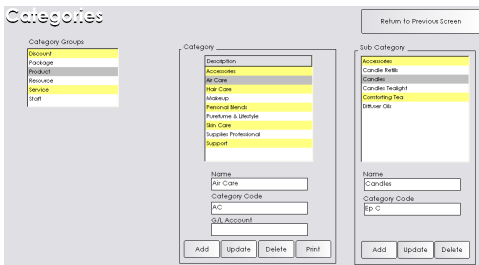 Categories
Return to Previous Screen
Category Groups
Discount
Package
Product
Resource
Service
Staff
Category
Description
Accessories
Air Care
Hair Care
Makeup
Personal Blends
Purefume & Lifestyle
Skin Care
Supplies Professional
Support
Name
Air Care
Category Code
AC
G/L Account
Add Update Delete Print
Sub Category
Accessories
Candle Refills
Candles
Candles Tealight
Comforting Tea
Diffuser Oils
Name
Candles
Category Code
Ep C
Add Update Delete